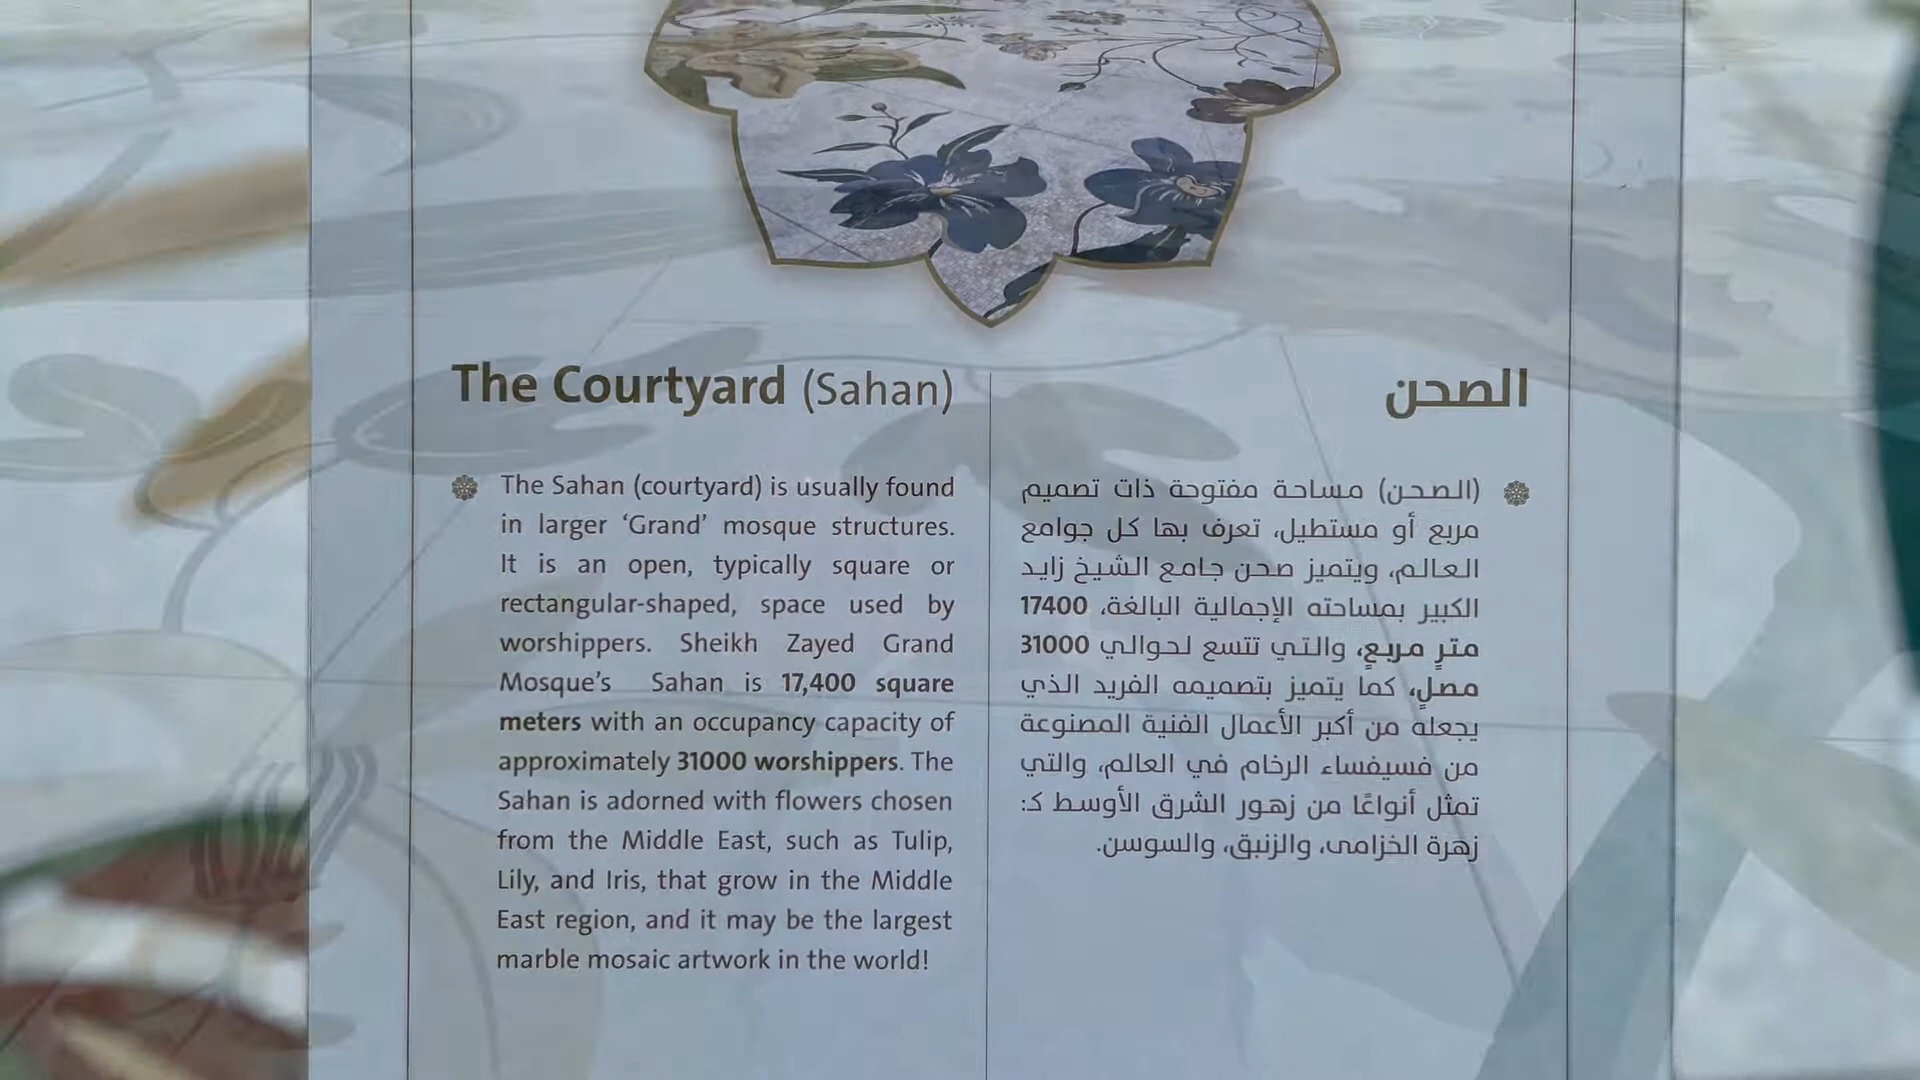 The Courtyard (Sahan)
The Sahan (courtyard) is usually found
in larger ‘Grand’ mosque structures.
It is an open, typically square or
rectangular-shaped, space used by
worshippers. Sheikh Zayed Grand
Mosque’s Sahan is 17,400 square
meters with an occupancy capacity of
approximately 31000 worshippers. The
Sahan is adorned with flowers chosen
from the Middle East, such as Tulip,
Lily, and Iris, that grow in the Middle
East region, and it may be the largest
marble mosaic artwork in the world!
الصحن
(الصحن) مساحة مفتوحة ذات تصميم
مربع أو مستطيل، تعرف بها كل جوامع
العالم، ويتميز صحن جامع الشيخ زايد
الكبير بمساحته الإجمالية البالغة، 17400
مترٍ مربعٍ، والتي تتسع لحوالي 31000
مصلٍ، كما يتميز بتصميمه الفريد الذي
يجعله من أكبر الأعمال الفنية المصنوعة
من فسيفساء الرخام في العالم، والتي
تمثل أنواعًا من زهور الشرق الأوسط كـ:
زهرة الخزامى، والزنبق، والسوسن.